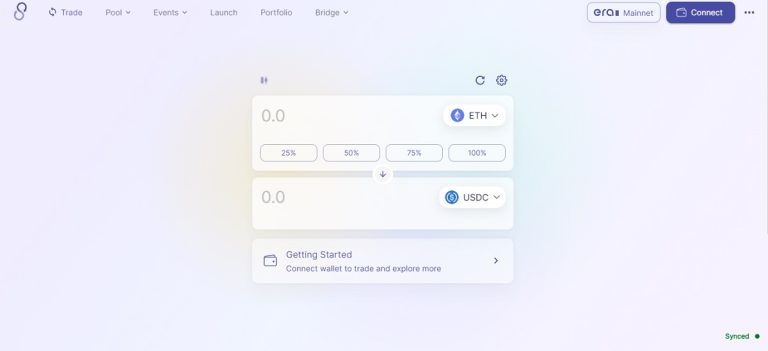 Trade
Pool
Events
Launch
Portfolio
Bridge
era Mainnet
Connect
0.0
ETH
25%
50%
75%
100%
0.0
USDC
Getting Started
Connect wallet to trade and explore more
Synced